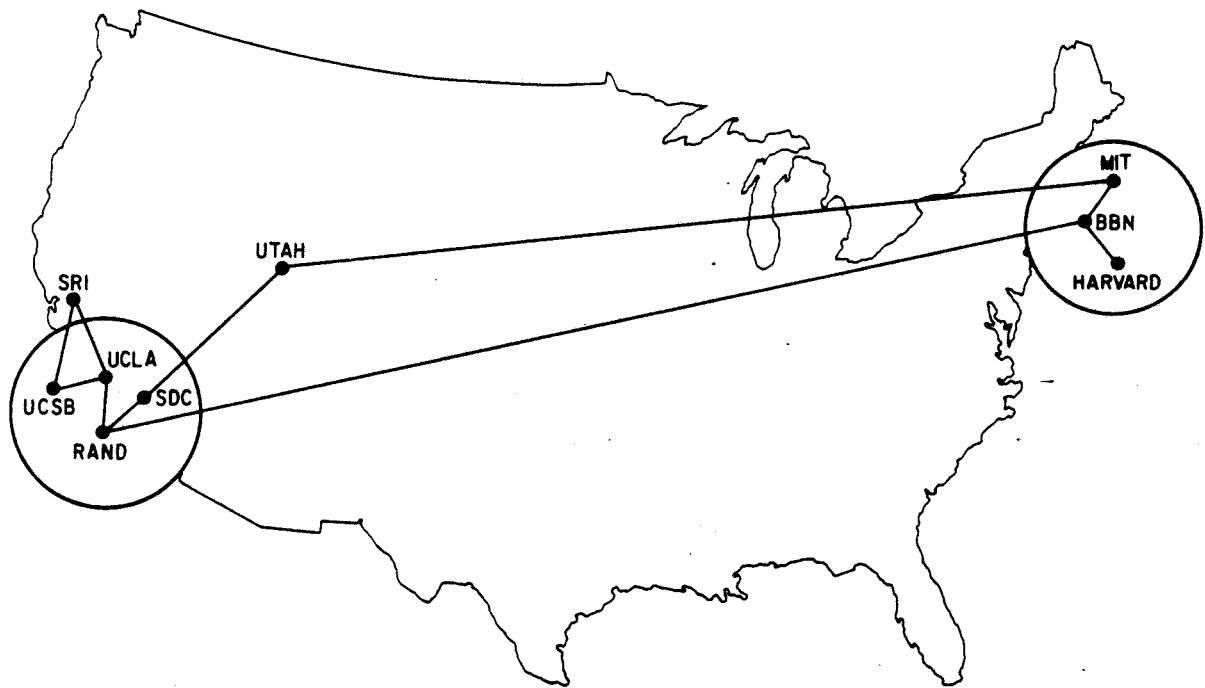 MIT
BBN
UTAH
HARVARD
SRI
UCLA
SDC
UCSB
RAND